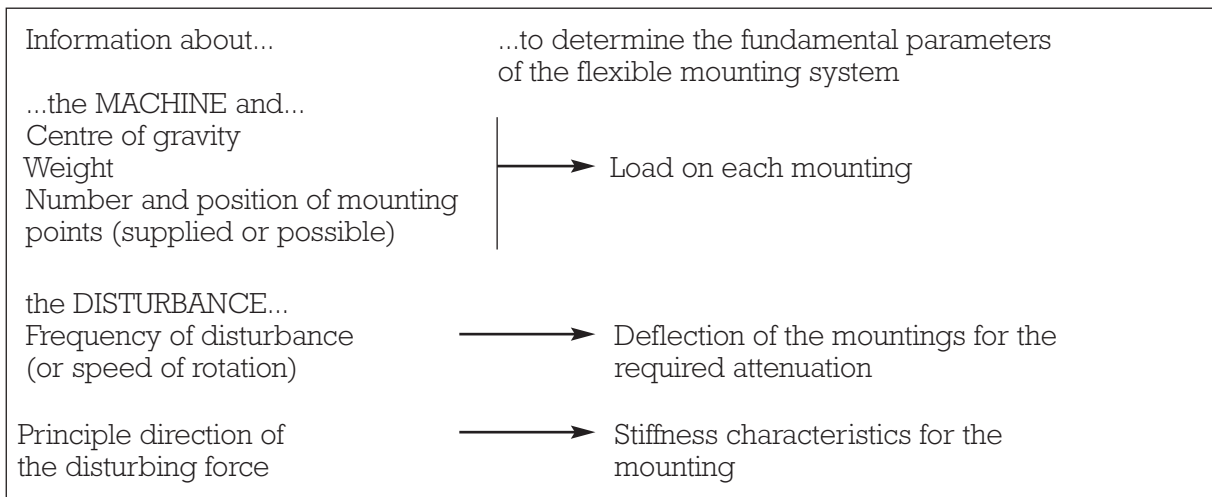 Information about...
...to determine the fundamental parameters
of the flexible mounting system
...the MACHINE and...
Centre of gravity
Weight
Number and position of mounting
points (supplied or possible)
Load on each mounting
the DISTURBANCE...
Frequency of disturbance
(or speed of rotation)
Deflection of the mountings for the
required attenuation
Principle direction of
the disturbing force
Stiffness characteristics for the
mounting